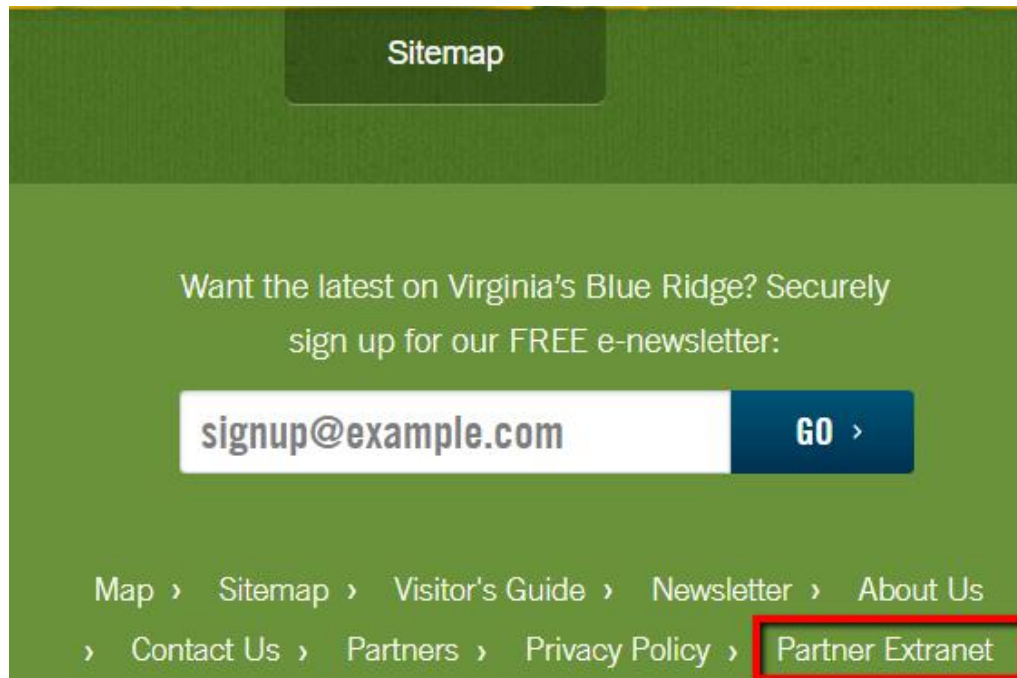 Sitemap
Want the latest on Virginia's Blue Ridge? Securely
sign up for our FREE e-newsletter:
signup@example.com GO ›
Map › Sitemap › Visitor's Guide › Newsletter › About Us
› Contact Us › Partners › Privacy Policy › Partner Extranet